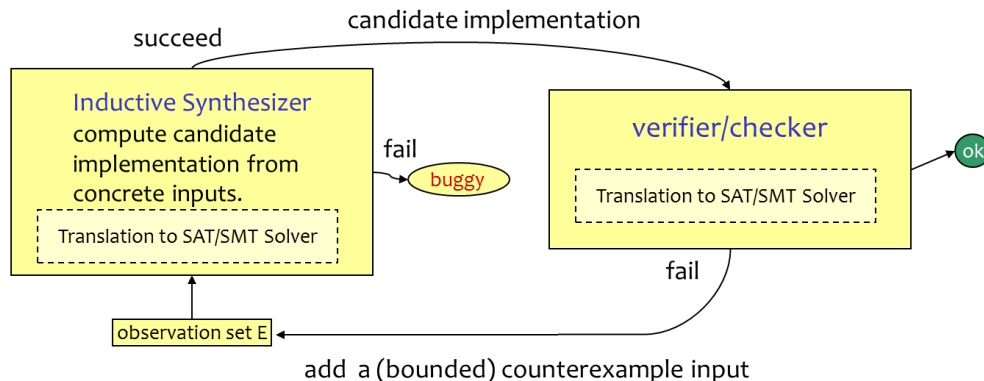 candidate implementation
succeed
Inductive Synthesizer
compute candidate
implementation from
concrete inputs.
Translation to SAT/SMT Solver
fail
buggy
verifier/checker
Translation to SAT/SMT Solver
ok
fail
observation set E
add a (bounded) counterexample input